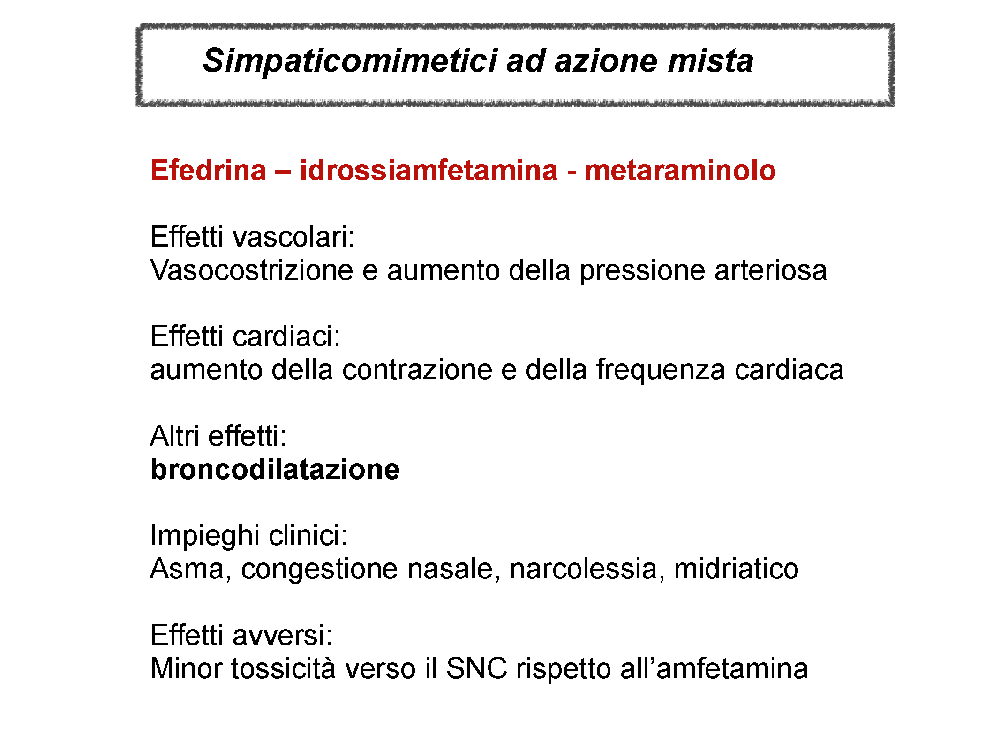 Simpaticomimetici ad azione mista
Efedrina – idrossiamfetamina - metaraminolo
Effetti vascolari:
Vasocostrizione e aumento della pressione arteriosa
Effetti cardiaci:
aumento della contrazione e della frequenza cardiaca
Altri effetti:
broncodilatazione
Impieghi clinici:
Asma, congestione nasale, narcolessia, midriatico
Effetti avversi:
Minor tossicità verso il SNC rispetto all’amfetamina